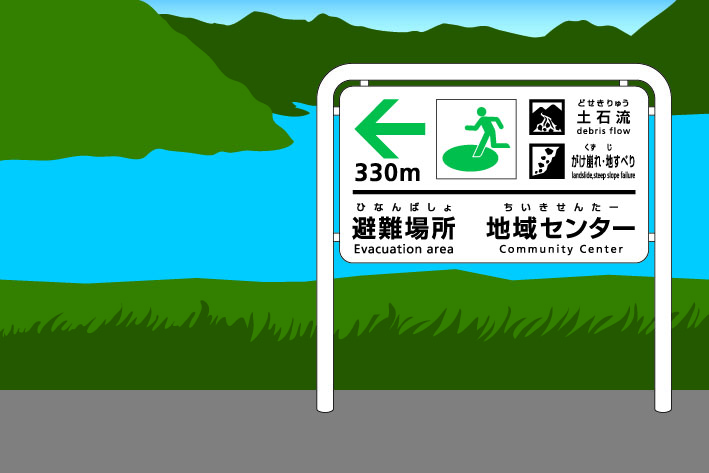 330m
どせきりゅう
土石流
debris flow
くず じ
がけ崩れ・地すべり
landslide,steep slope failure
ひなんばしょ
避難場所
Evacuation area
ちいきせんたー
地域センター
Community Center